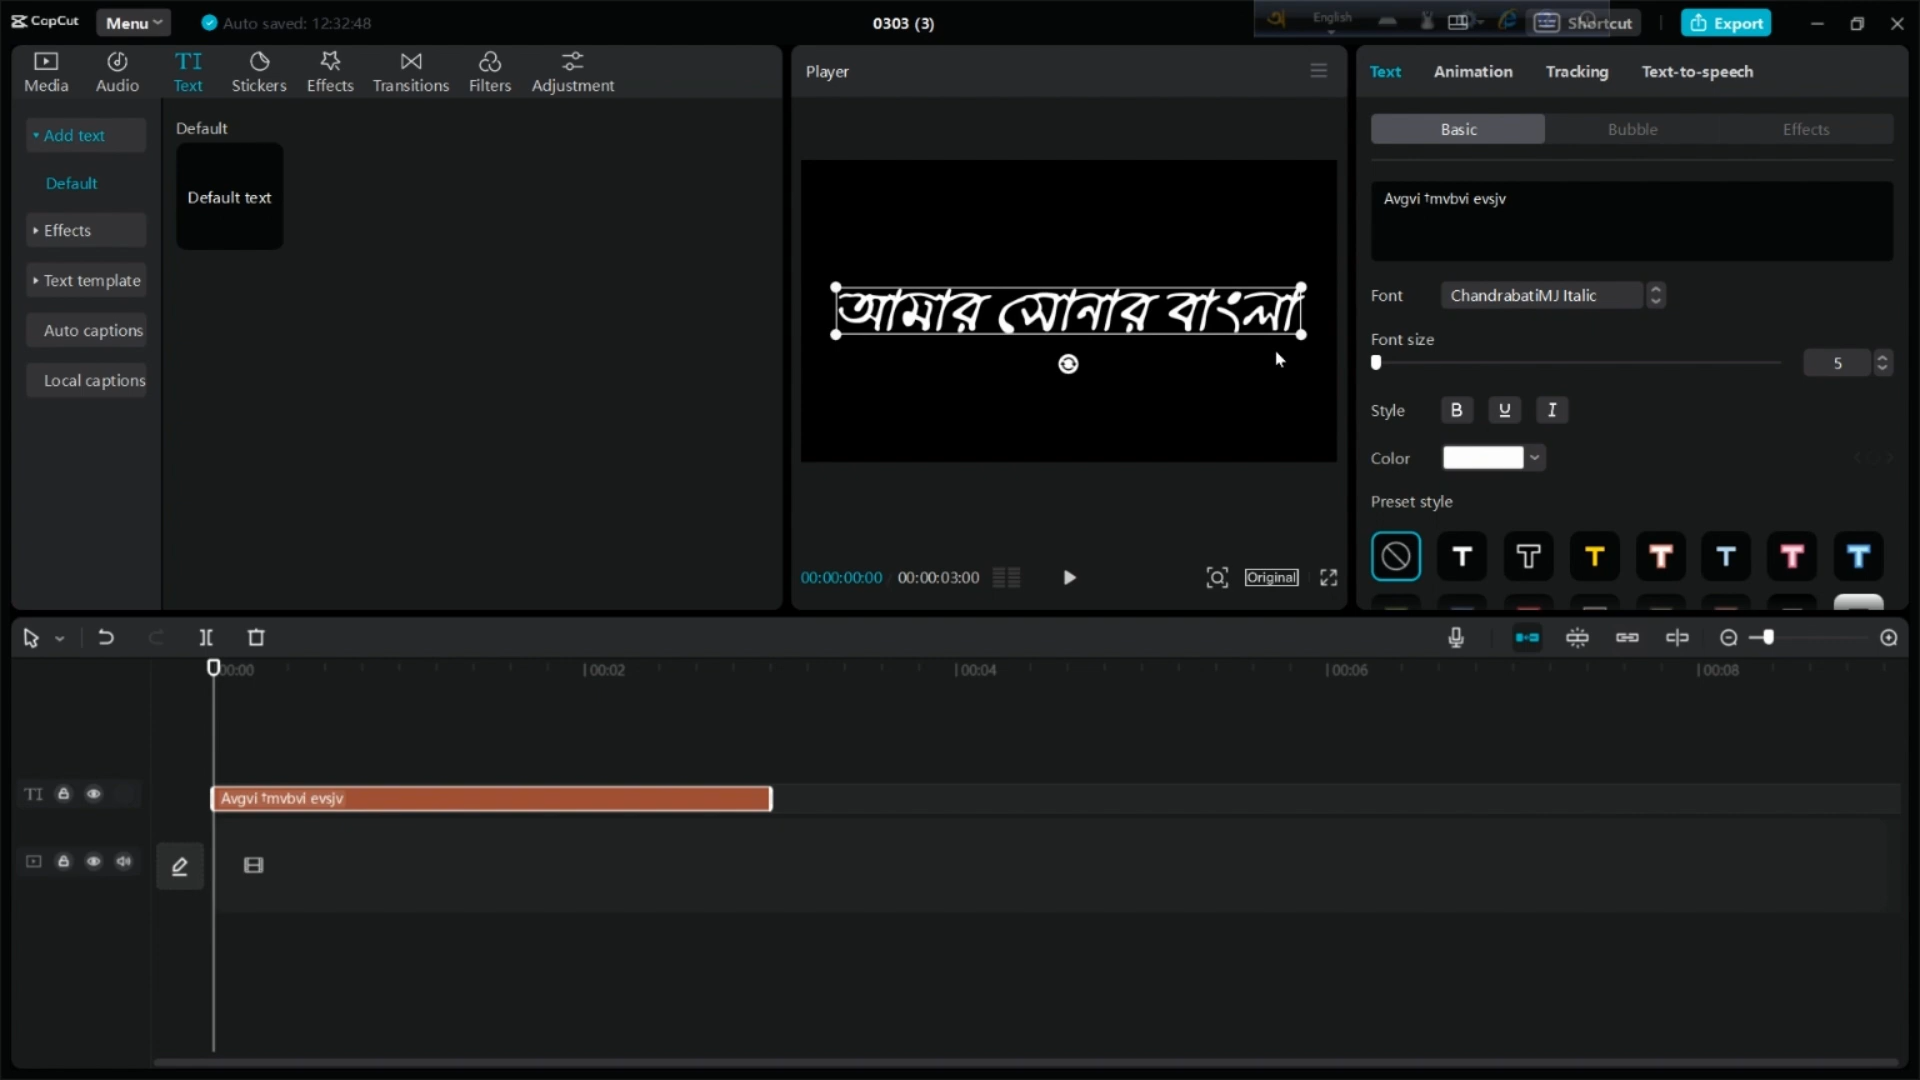 CapCut Menu Auto saved: 12:32:48 0303 (3) English Shortcut Export
Media Audio Text Stickers Effects Transitions Filters Adjustment
Add text
Default
Effects
Text template
Auto captions
Local captions
Default
Default text
Player
আমার সোনার বাংলা
00:00:00:00 / 00:00:03:00 Original
Text Animation Tracking Text-to-speech
Basic Bubble Effects
Avgvi †mvbvi evsjv
Font ChandrabatiMJ Italic
Font size
5
Style B U I
Color
Preset style
T T T T T T T
00:00 00:02 00:04 00:06 00:08
TI Avgvi †mvbvi evsjv